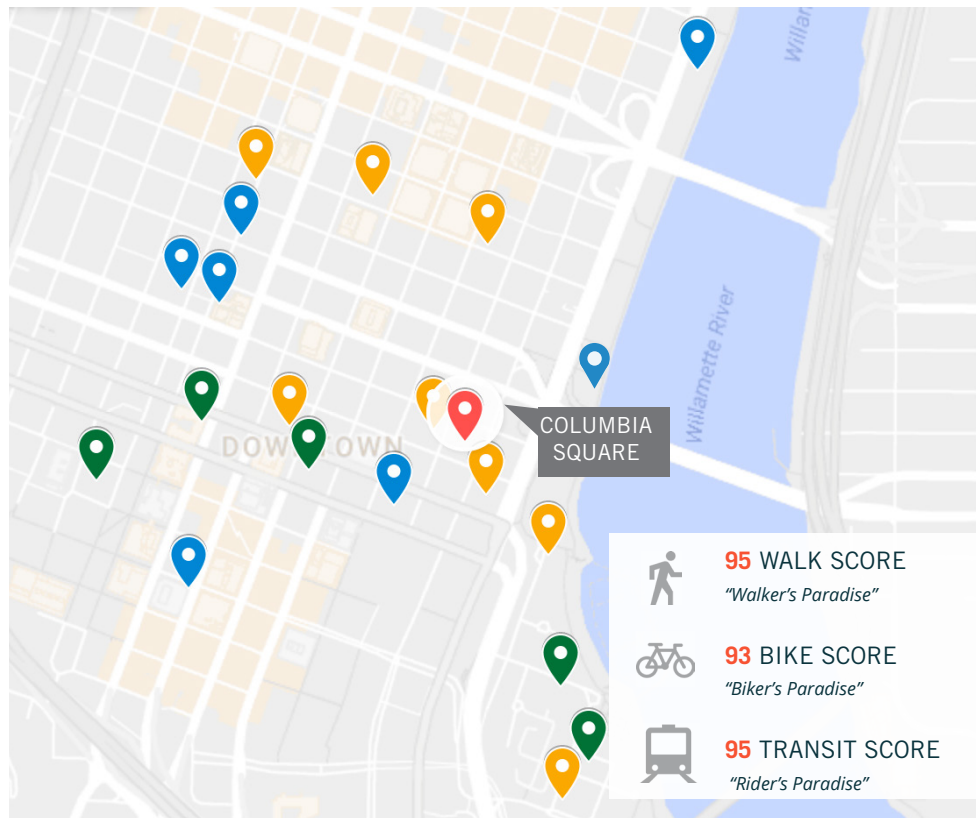 Willamette River
DOWNTOWN
COLUMBIA
SQUARE
95 WALK SCORE
“Walker’s Paradise”
93 BIKE SCORE
“Biker’s Paradise”
95 TRANSIT SCORE
“Rider’s Paradise”